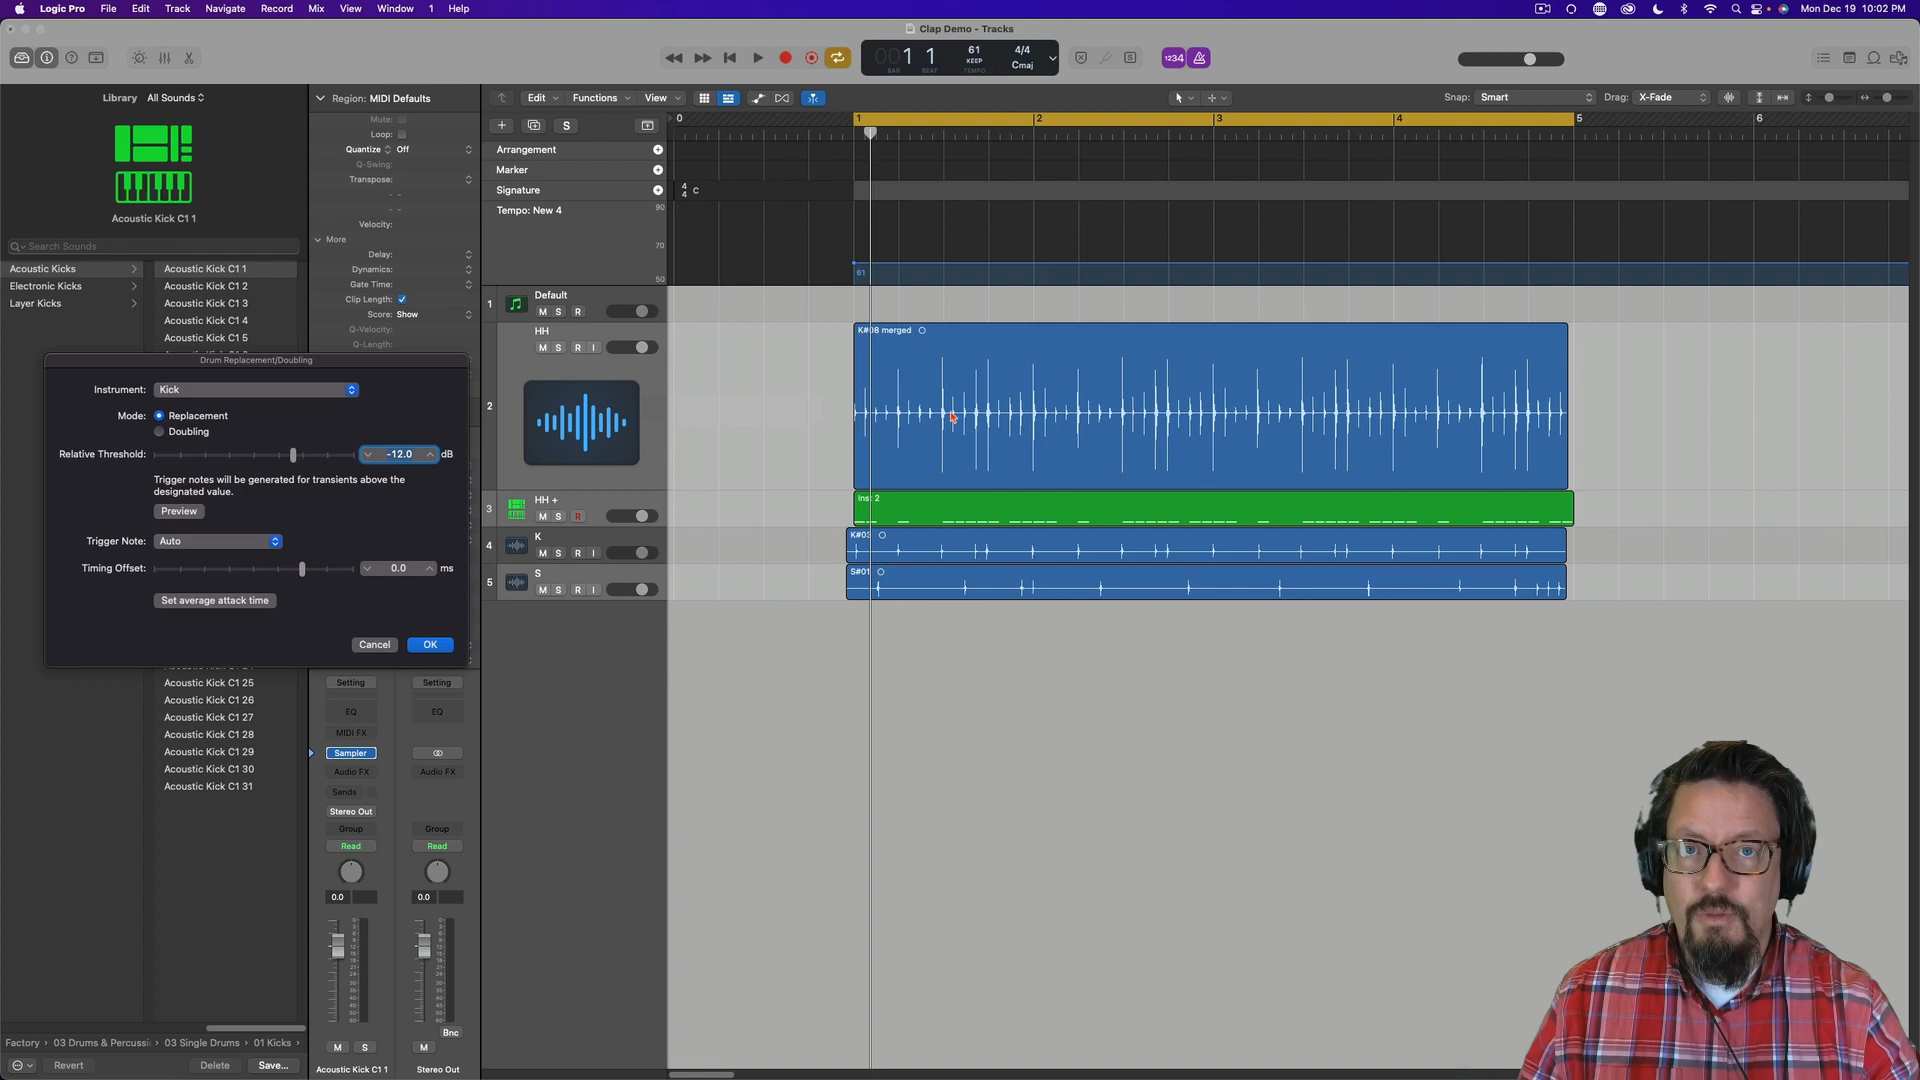 Logic Pro File Edit Track Navigate Record Mix View Window 1 Help
Mon Dec 19 10:02 PM
Clap Demo - Tracks
001 1
BAR BEAT
61
KEEP
TEMPO
4/4
Cmaj
1234
Library All Sounds
Region: MIDI Defaults
Edit Functions View
Snap: Smart
Drag: X-Fade
Mute:
Loop:
Quantize Off
Q-Swing:
Transpose:
Velocity:
More
Delay:
Dynamics:
Gate Time:
Clip Length:
Score: Show
Q-Velocity:
Q-Length:
Acoustic Kick C1 1
Search Sounds
Acoustic Kicks
Electronic Kicks
Layer Kicks
Acoustic Kick C1 1
Acoustic Kick C1 2
Acoustic Kick C1 3
Acoustic Kick C1 4
Acoustic Kick C1 5
S
0 1 2 3 4 5 6
Arrangement
Marker
Signature
4
4
C
Tempo: New 4
90
70
50
61
1 Default
M S R
2 HH
M S R I
K#08 merged
3 HH +
M S R
Inst 2
4 K
M S R I
K#03
5 S
M S R I
S#01
Drum Replacement/Doubling
Instrument: Kick
Mode: Replacement
Doubling
Relative Threshold: -12.0 dB
Trigger notes will be generated for transients above the
designated value.
Preview
Trigger Note: Auto
Timing Offset: 0.0 ms
Set average attack time
Cancel OK
Acoustic Kick C1 25
Acoustic Kick C1 26
Acoustic Kick C1 27
Acoustic Kick C1 28
Acoustic Kick C1 29
Acoustic Kick C1 30
Acoustic Kick C1 31
Setting Setting
EQ EQ
MIDI FX
Sampler
Audio FX Audio FX
Sends
Stereo Out
Group Group
Read Read
0.0 0.0
Bnc
M S M
Acoustic Kick C1 1 Stereo Out
Factory 03 Drums & Percussi 03 Single Drums 01 Kicks
Revert Delete Save...